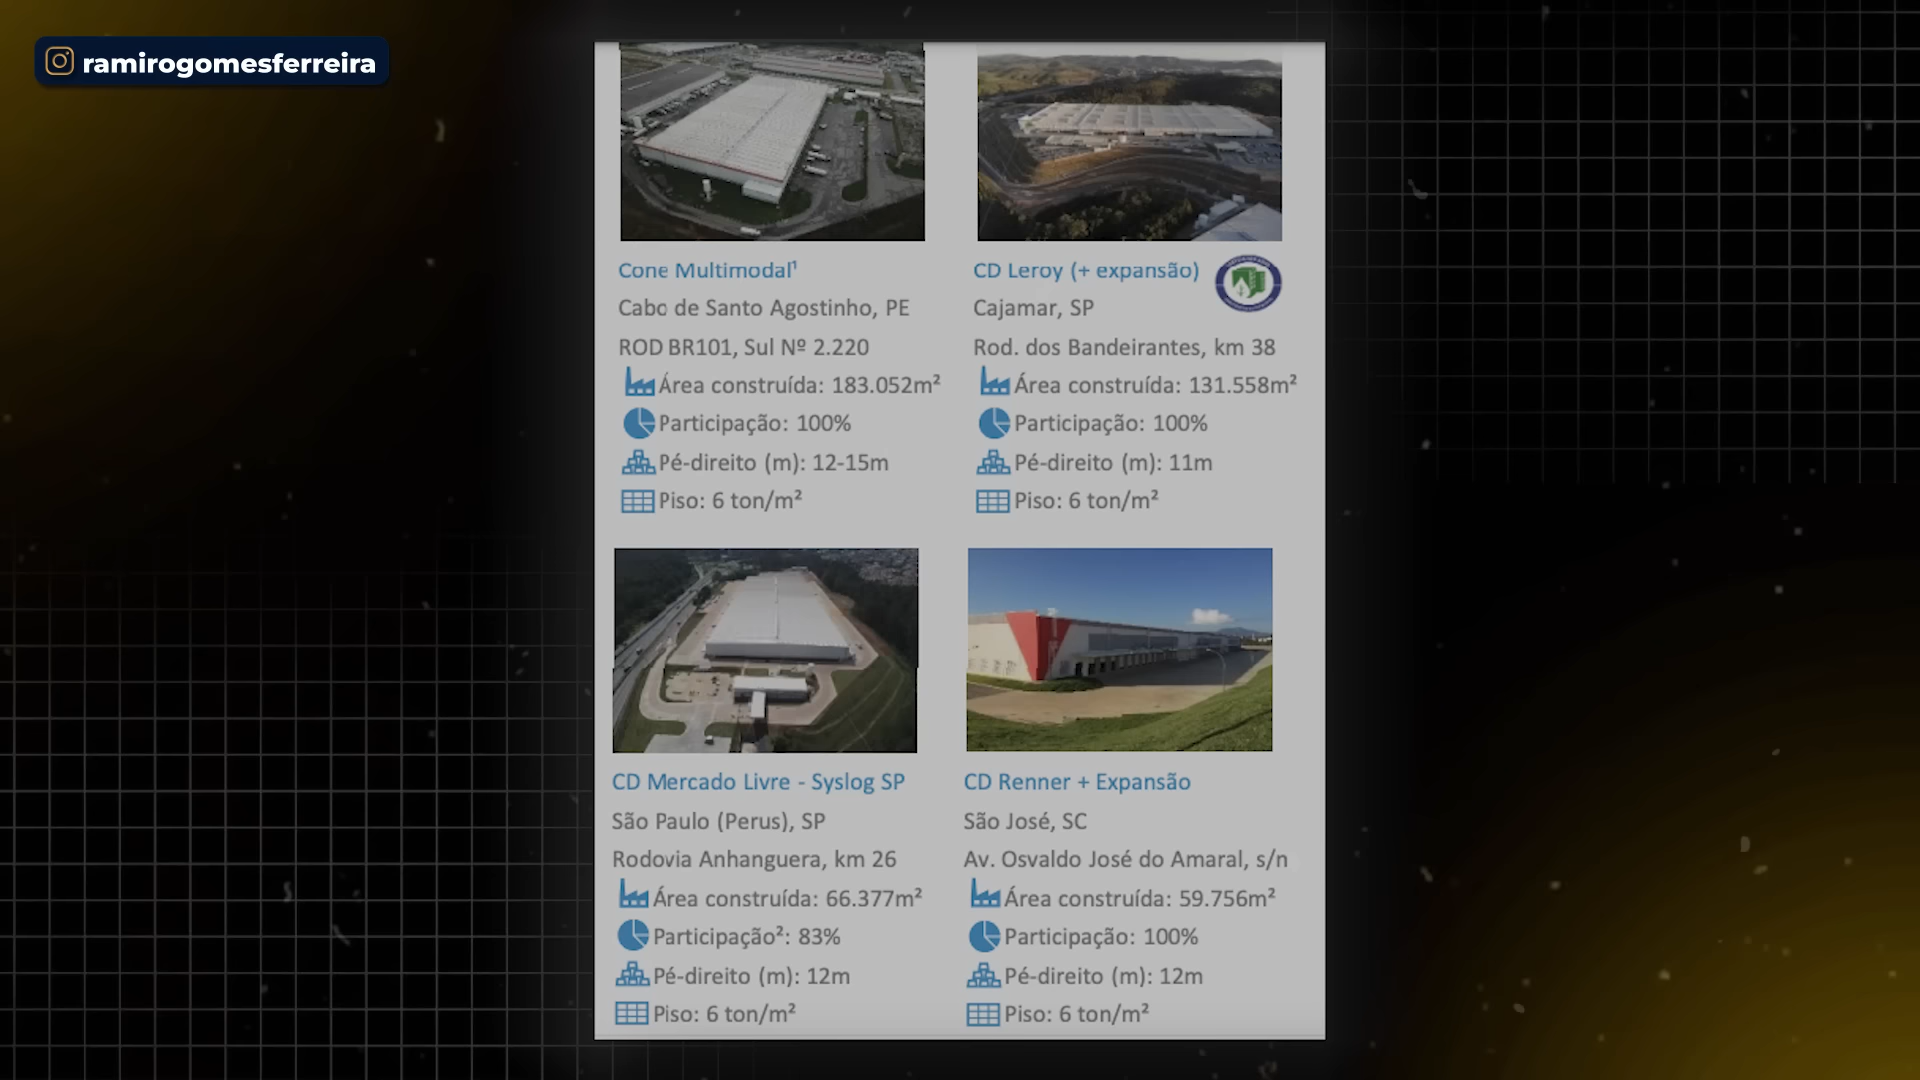 ramirogomesferreira
Cone Multimodal¹
Cabo de Santo Agostinho, PE
ROD BR101, Sul Nº 2.220
Área construída: 183.052m²
Participação: 100%
Pé-direito (m): 12-15m
Piso: 6 ton/m²
CD Leroy (+ expansão)
Cajamar, SP
Rod. dos Bandeirantes, km 38
Área construída: 131.558m²
Participação: 100%
Pé-direito (m): 11m
Piso: 6 ton/m²
CD Mercado Livre - Syslog SP
São Paulo (Perus), SP
Rodovia Anhanguera, km 26
Área construída: 66.377m²
Participação²: 83%
Pé-direito (m): 12m
Piso: 6 ton/m²
CD Renner + Expansão
São José, SC
Av. Osvaldo José do Amaral, s/n
Área construída: 59.756m²
Participação: 100%
Pé-direito (m): 12m
Piso: 6 ton/m²